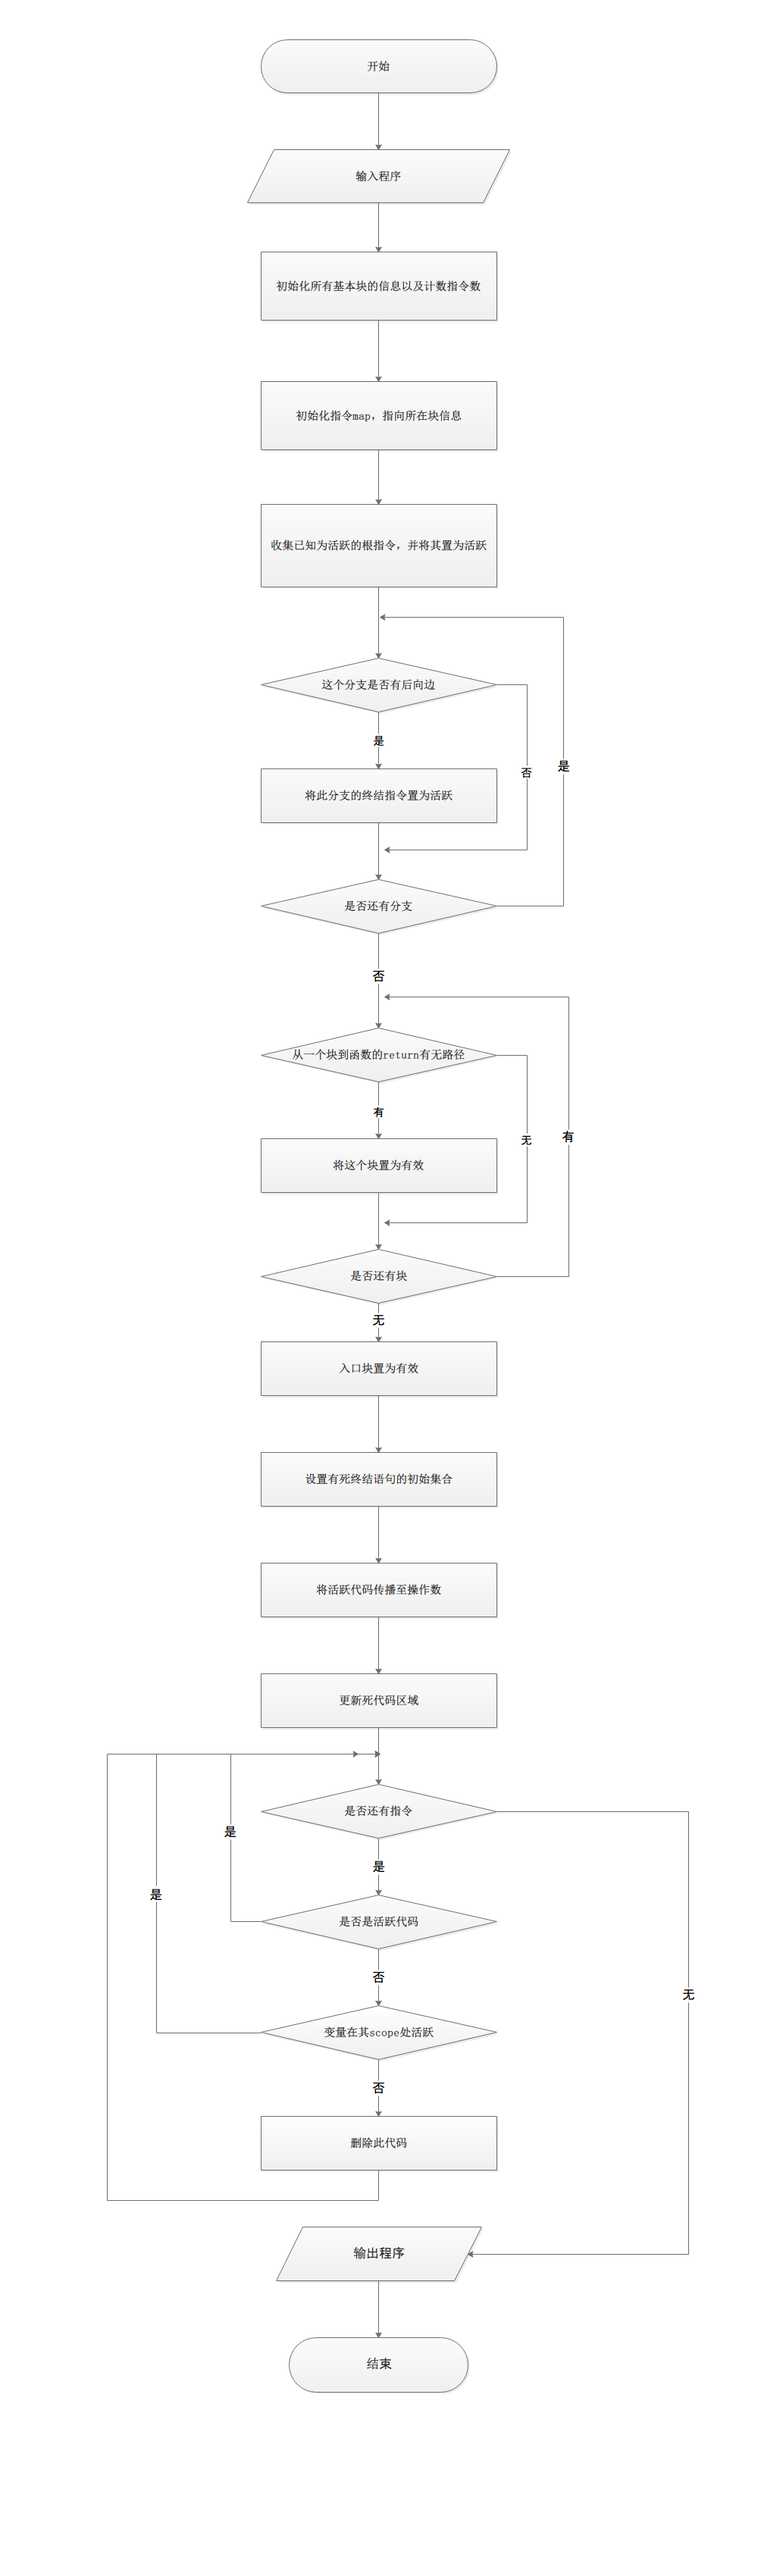 开始
输入程序
初始化所有基本块的信息以及计数指令数
初始化指令map，指向所在块信息
收集已知为活跃的根指令，并将其置为活跃
这个分支是否有后向边
是
否
是
将此分支的终结指令置为活跃
是否还有分支
否
从一个块到函数的return有无路径
有
无
有
将这个块置为有效
是否还有块
无
入口块置为有效
设置有死终结语句的初始集合
将活跃代码传播至操作数
更新死代码区域
是否还有指令
是
是
是
是否是活跃代码
否
无
变量在其scope处活跃
否
删除此代码
输出程序
结束